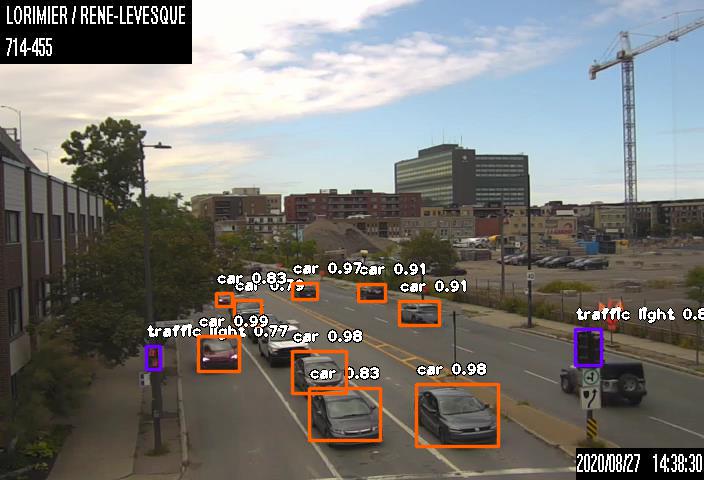 LORIMIER / RENE-LEVESQUE
714-455
car 0.83
car 0.79
car 0.97
car 0.91
car 0.91
car 0.99
traffic light 0.77
car 0.98
car 0.83
car 0.98
traffic light 0.8
2020/08/27 14:38:30